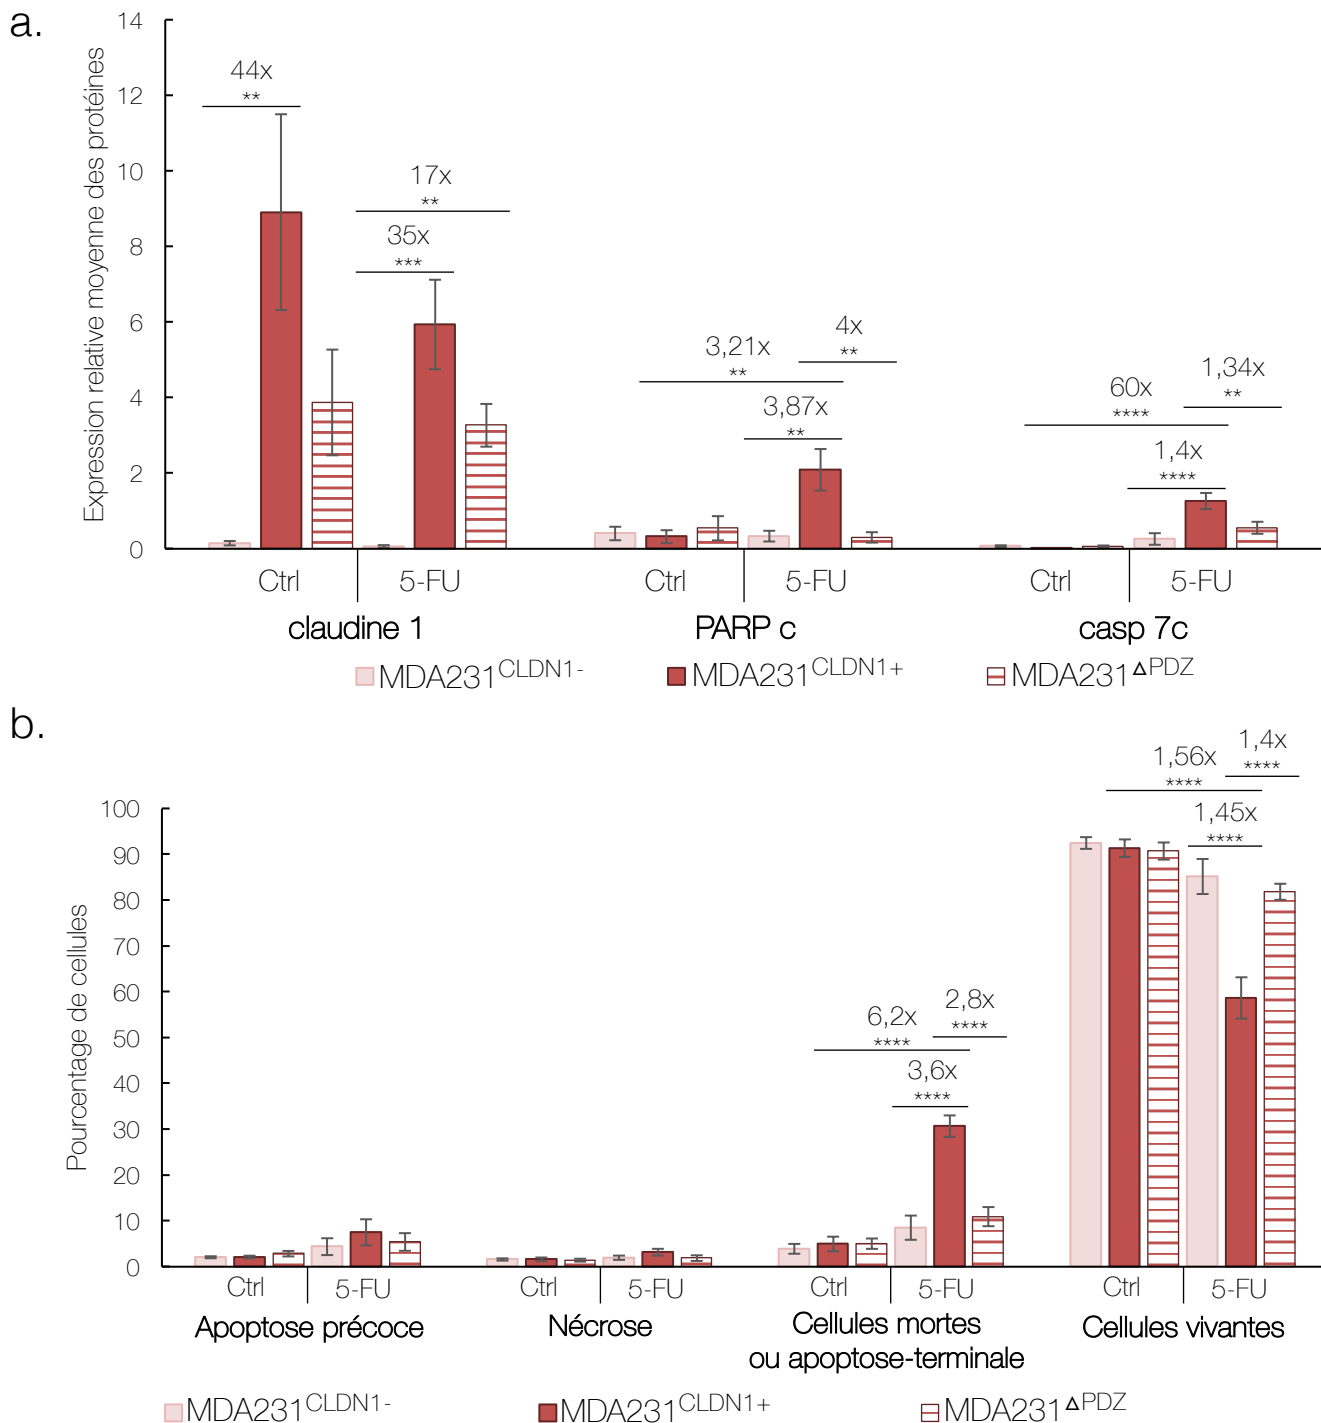 a.
Expression relative moyenne des protéines
14
12
10
8
6
4
2
0
44x
**
17x
**
35x
***
3,21x
**
4x
**
3,87x
**
60x
****
1,34x
**
1,4x
****
Ctrl 5-FU Ctrl 5-FU Ctrl 5-FU
claudine 1 PARP c casp 7c
MDA231CLDN1- MDA231CLDN1+ MDA231ΔPDZ
b.
Pourcentage de cellules
100
90
80
70
60
50
40
30
20
10
0
6,2x
****
2,8x
****
3,6x
****
1,56x
****
1,4x
****
1,45x
****
Ctrl 5-FU Ctrl 5-FU Ctrl 5-FU Ctrl 5-FU
Apoptose précoce Nécrose Cellules mortes Cellules vivantes
ou apoptose-terminale
MDA231CLDN1- MDA231CLDN1+ MDA231ΔPDZ